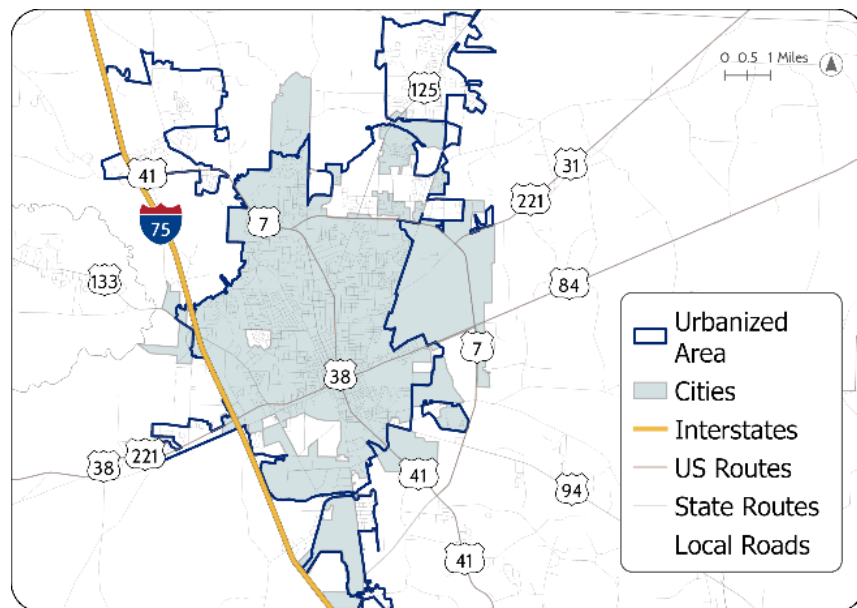 0 0.5 1 Miles
125
31
41
221
7
75
133
84
7
38
221
38
41
94
41
Urbanized
Area
Cities
Interstates
US Routes
State Routes
Local Roads